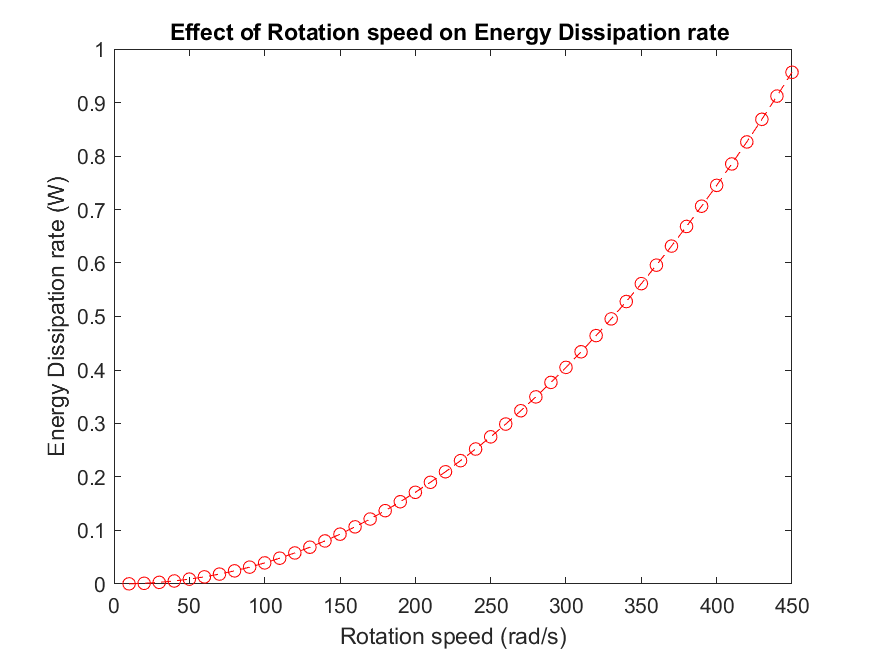 Effect of Rotation speed on Energy Dissipation rate
1
0.9
0.8
0.7
0.6
0.5
0.4
0.3
0.2
0.1
0
Energy Dissipation rate (W)
0 50 100 150 200 250 300 350 400 450
Rotation speed (rad/s)